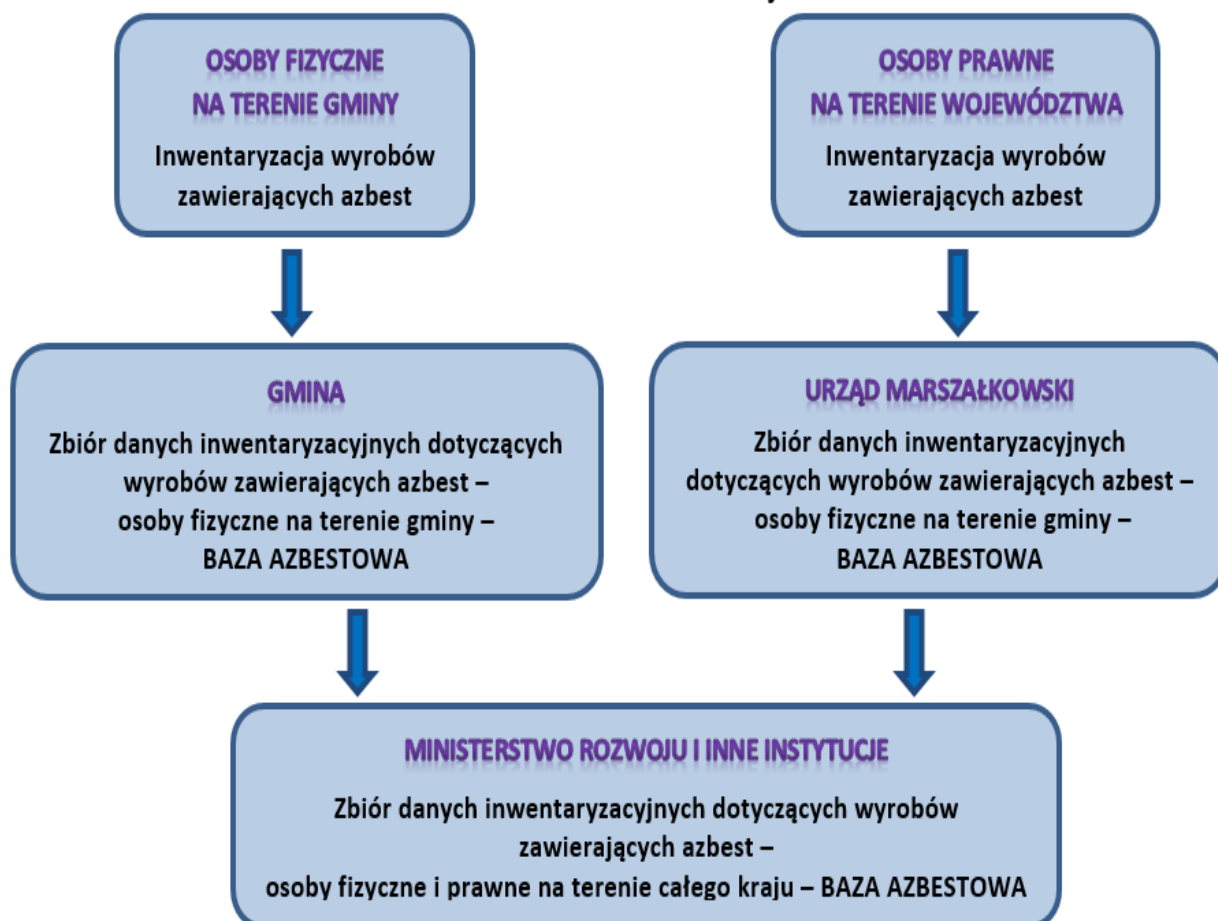 OSOBY FIZYCZNE
NA TERENIE GMINY
Inwentaryzacja wyrobów
zawierających azbest
OSOBY PRAWNE
NA TERENIE WOJEWÓDZTWA
Inwentaryzacja wyrobów
zawierających azbest
GMINA
Zbiór danych inwentaryzacyjnych dotyczących
wyrobów zawierających azbest –
osoby fizyczne na terenie gminy –
BAZA AZBESTOWA
URZĄD MARSZAŁKOWSKI
Zbiór danych inwentaryzacyjnych
dotyczących wyrobów zawierających azbest –
osoby fizyczne na terenie gminy –
BAZA AZBESTOWA
MINISTERSTWO ROZWOJU I INNE INSTYTUCJE
Zbiór danych inwentaryzacyjnych dotyczących wyrobów
zawierających azbest –
osoby fizyczne i prawne na terenie całego kraju – BAZA AZBESTOWA